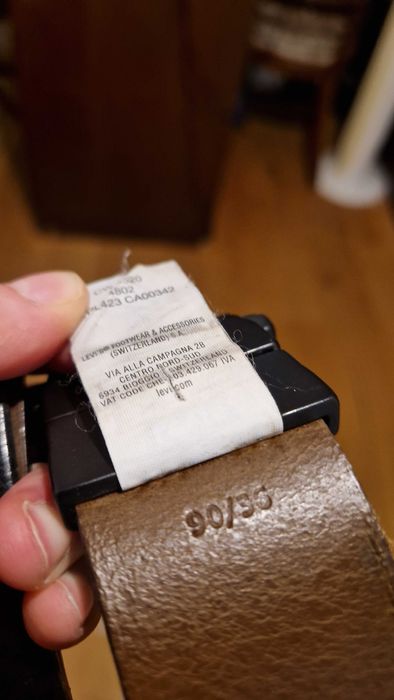 4802
423 CA00342
LEVI'S® FOOTWEAR & ACCESSORIES
(SWITZERLAND) S.A.
VIA ALLA CAMPAGNA 2B
CENTRO NORD-SUD
6934 BIOGGIO | SWITZERLAND
VAT CODE CHE 103.429.067 IVA
levi.com
90/36